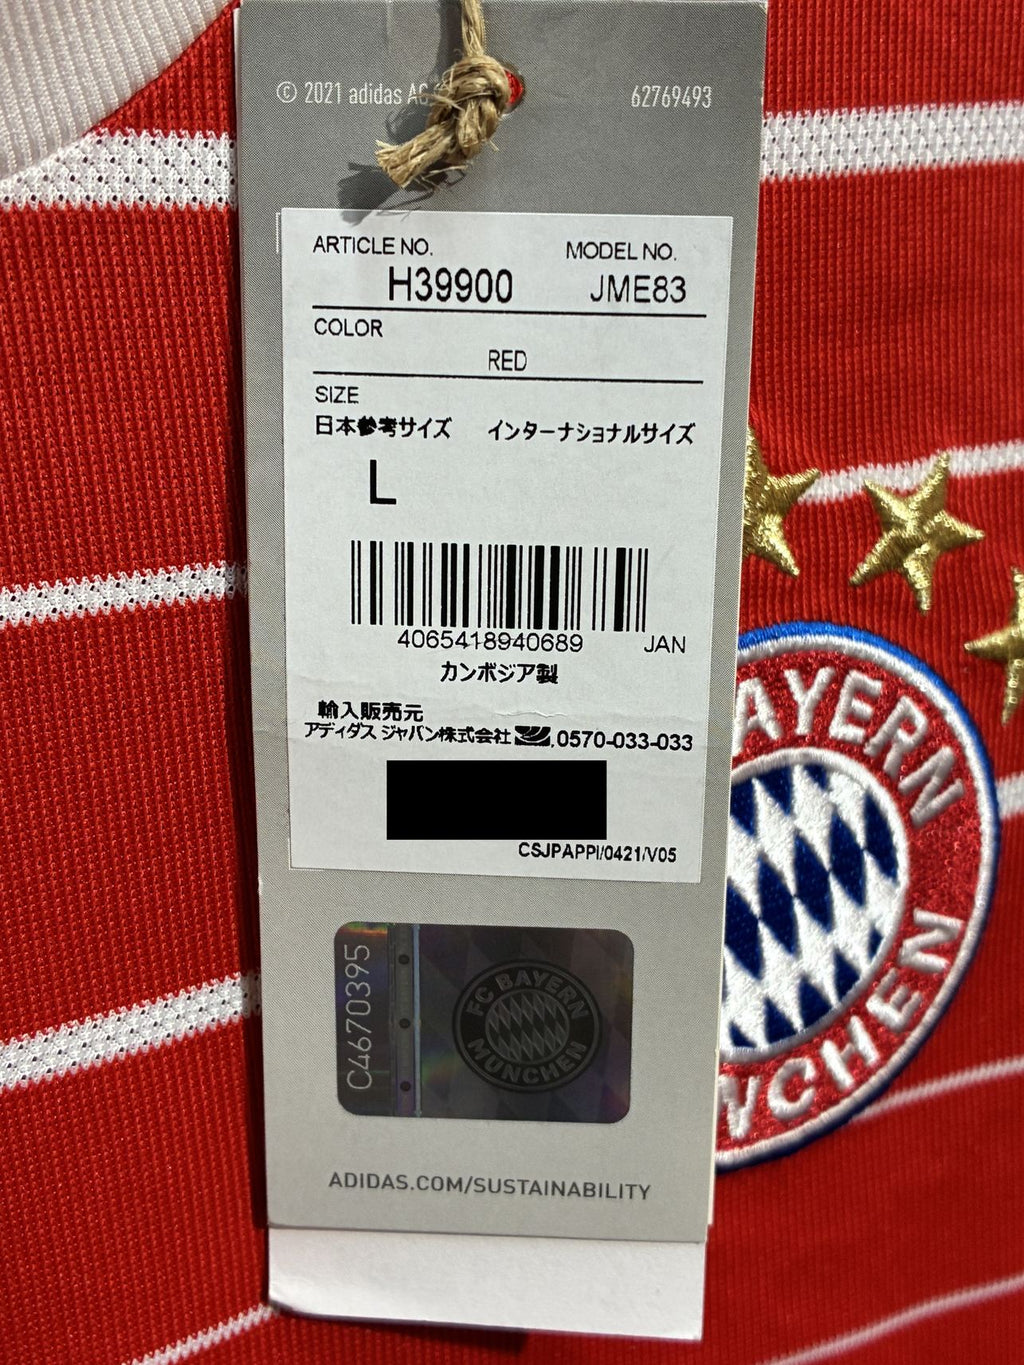 © 2021 adidas AG
62769493
ARTICLE NO. MODEL NO.
H39900 JME83
COLOR
RED
SIZE
日本参考サイズ インターナショナルサイズ
L
4065418940689 JAN
カンボジア製
輸入販売元
アディダス ジャパン株式会社 0570-033-033
CSJPAPPI/0421/V05
C4670395
FC BAYERN
MÜNCHEN
ADIDAS.COM/SUSTAINABILITY
BAYERN
NCHEN